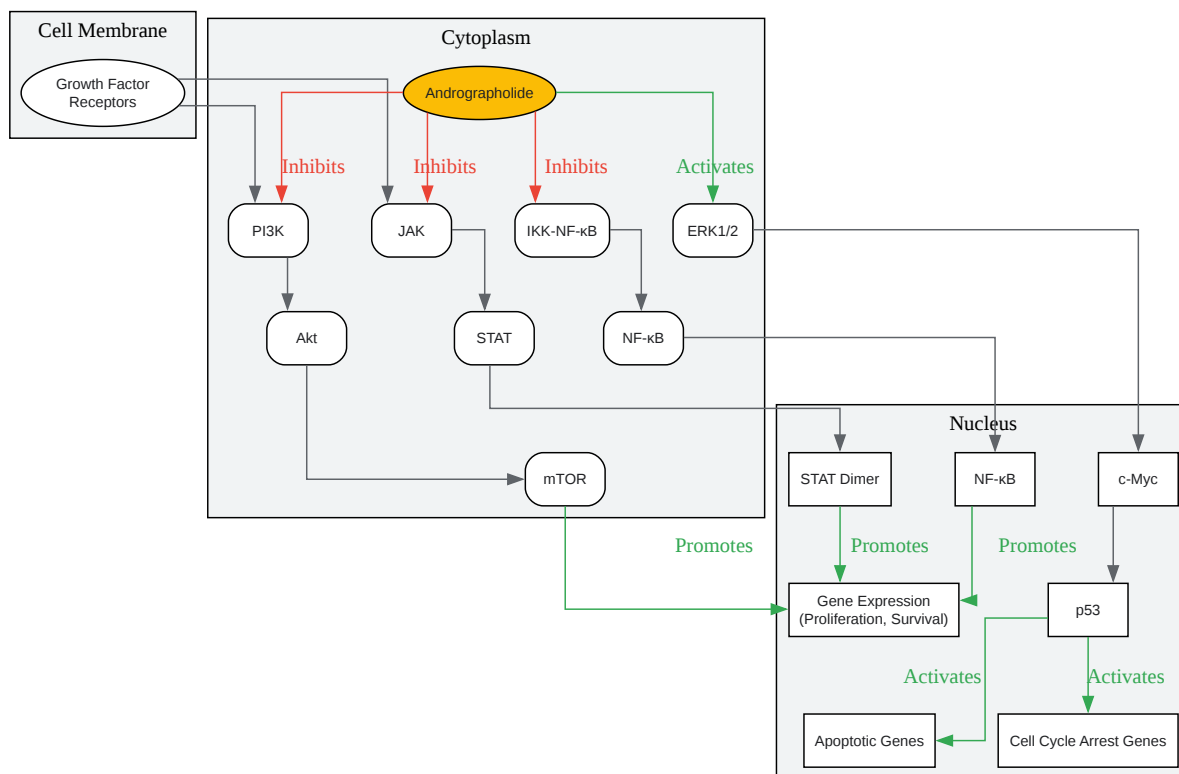 Cell Membrane
Growth Factor
Receptors
Cytoplasm
Andrographolide
Inhibits
Inhibits
Inhibits
Activates
PI3K
JAK
IKK-NF-κB
ERK1/2
Akt
STAT
NF-κB
mTOR
Nucleus
STAT Dimer
NF-κB
c-Myc
Promotes
Promotes
Promotes
Gene Expression
(Proliferation, Survival)
p53
Activates
Activates
Apoptotic Genes
Cell Cycle Arrest Genes